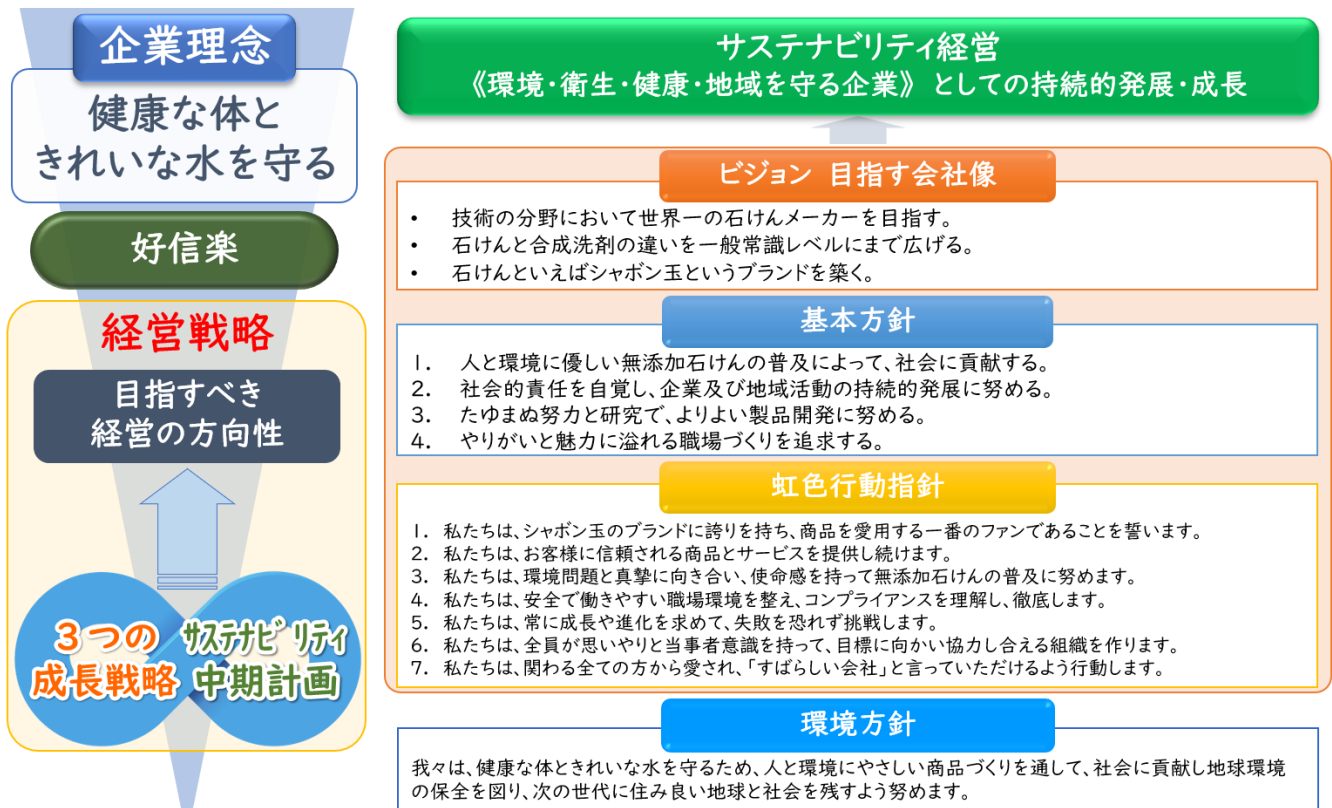 企業理念
健康な体と
きれいな水を守る
好信楽
経営戦略
目指すべき
経営の方向性
3つの
成長戦略
サステナビリティ
中期計画
サステナビリティ経営
《環境・衛生・健康・地域を守る企業》としての持続的発展・成長
ビジョン 目指す会社像
• 技術の分野において世界一の石けんメーカーを目指す。
• 石けんと合成洗剤の違いを一般常識レベルにまで広げる。
• 石けんといえばシャボン玉というブランドを築く。
基本方針
1. 人と環境に優しい無添加石けんの普及によって、社会に貢献する。
2. 社会的責任を自覚し、企業及び地域活動の持続的発展に努める。
3. たゆまぬ努力と研究で、よりよい製品開発に努める。
4. やりがいと魅力に溢れる職場づくりを追求する。
虹色行動指針
1. 私たちは、シャボン玉のブランドに誇りを持ち、商品を愛用する一番のファンであることを誓います。
2. 私たちは、お客様に信頼される商品とサービスを提供し続けます。
3. 私たちは、環境問題と真摯に向き合い、使命感を持って無添加石けんの普及に努めます。
4. 私たちは、安全で働きやすい職場環境を整え、コンプライアンスを理解し、徹底します。
5. 私たちは、常に成長や進化を求めて、失敗を恐れず挑戦します。
6. 私たちは、全員が思いやりと当事者意識を持って、目標に向かい協力し合える組織を作ります。
7. 私たちは、関わる全ての方から愛され、「すばらしい会社」と言っていただけるよう行動します。
環境方針
我々は、健康な体ときれいな水を守るため、人と環境にやさしい商品づくりを通して、社会に貢献し地球環境
の保全を図り、次の世代に住み良い地球と社会を残すよう努めます。